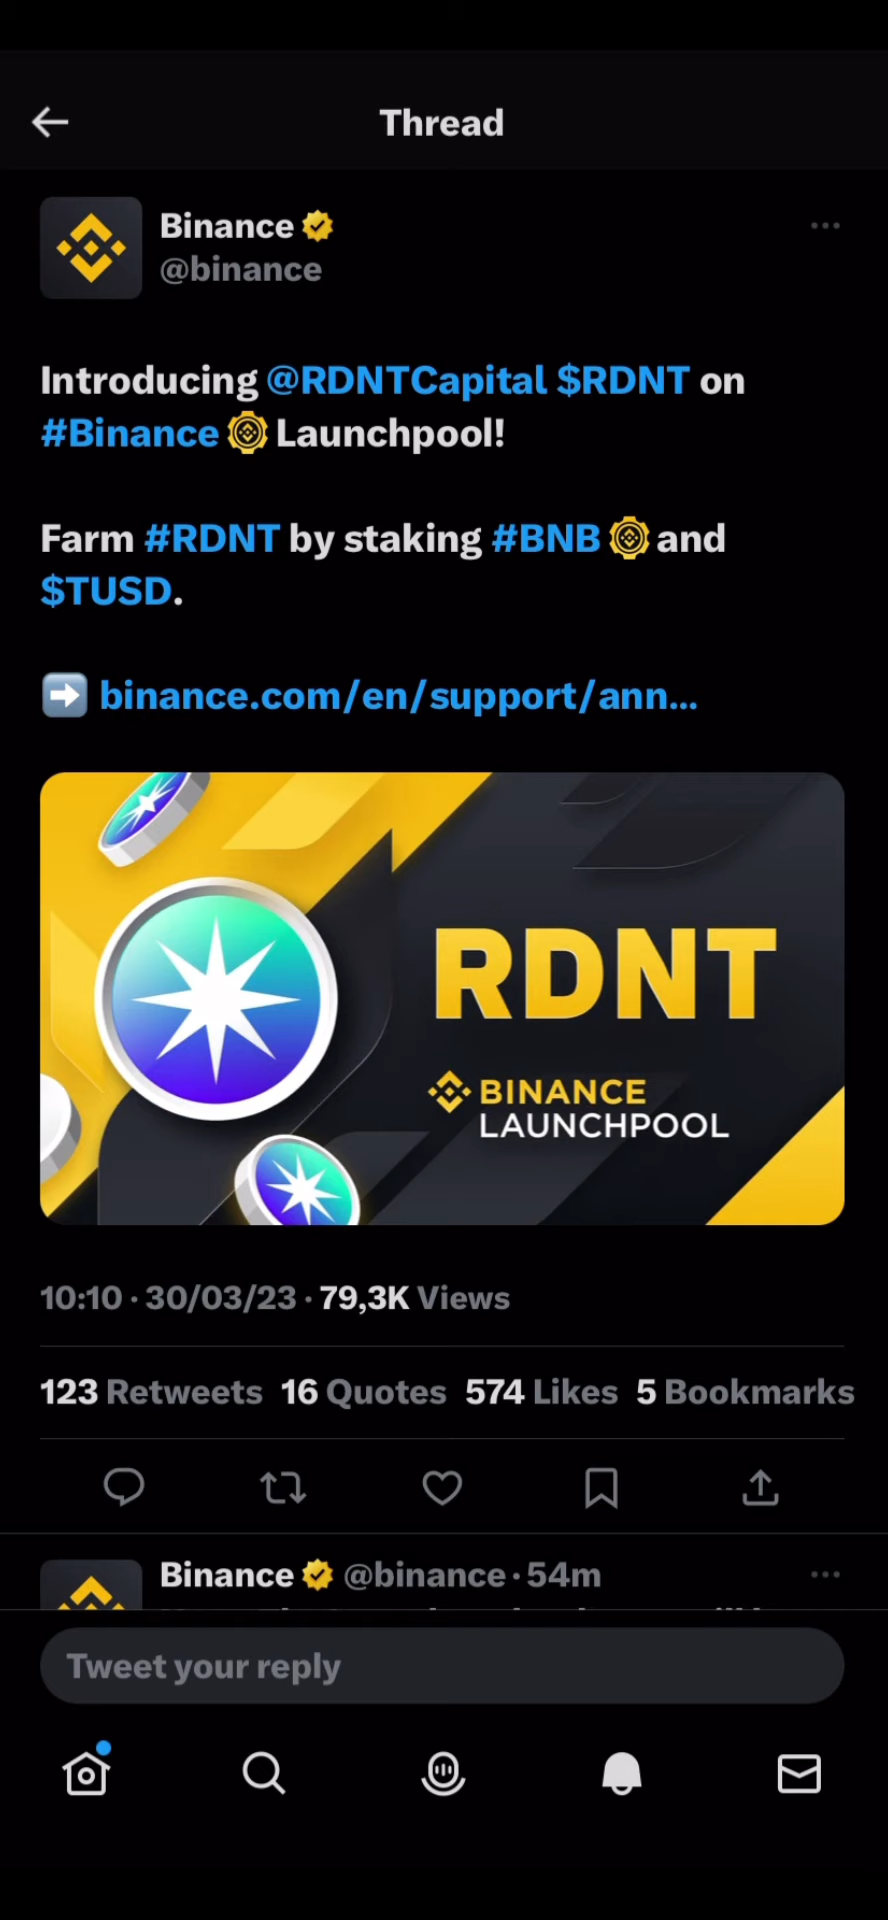 Thread
Binance
@binance
Introducing @RDNTCapital $RDNT on
#Binance Launchpool!
Farm #RDNT by staking #BNB and
$TUSD.
➡️ binance.com/en/support/ann...
RDNT
BINANCE
LAUNCHPOOL
10:10 · 30/03/23 · 79,3K Views
123 Retweets 16 Quotes 574 Likes 5 Bookmarks
Binance @binance · 54m
Tweet your reply